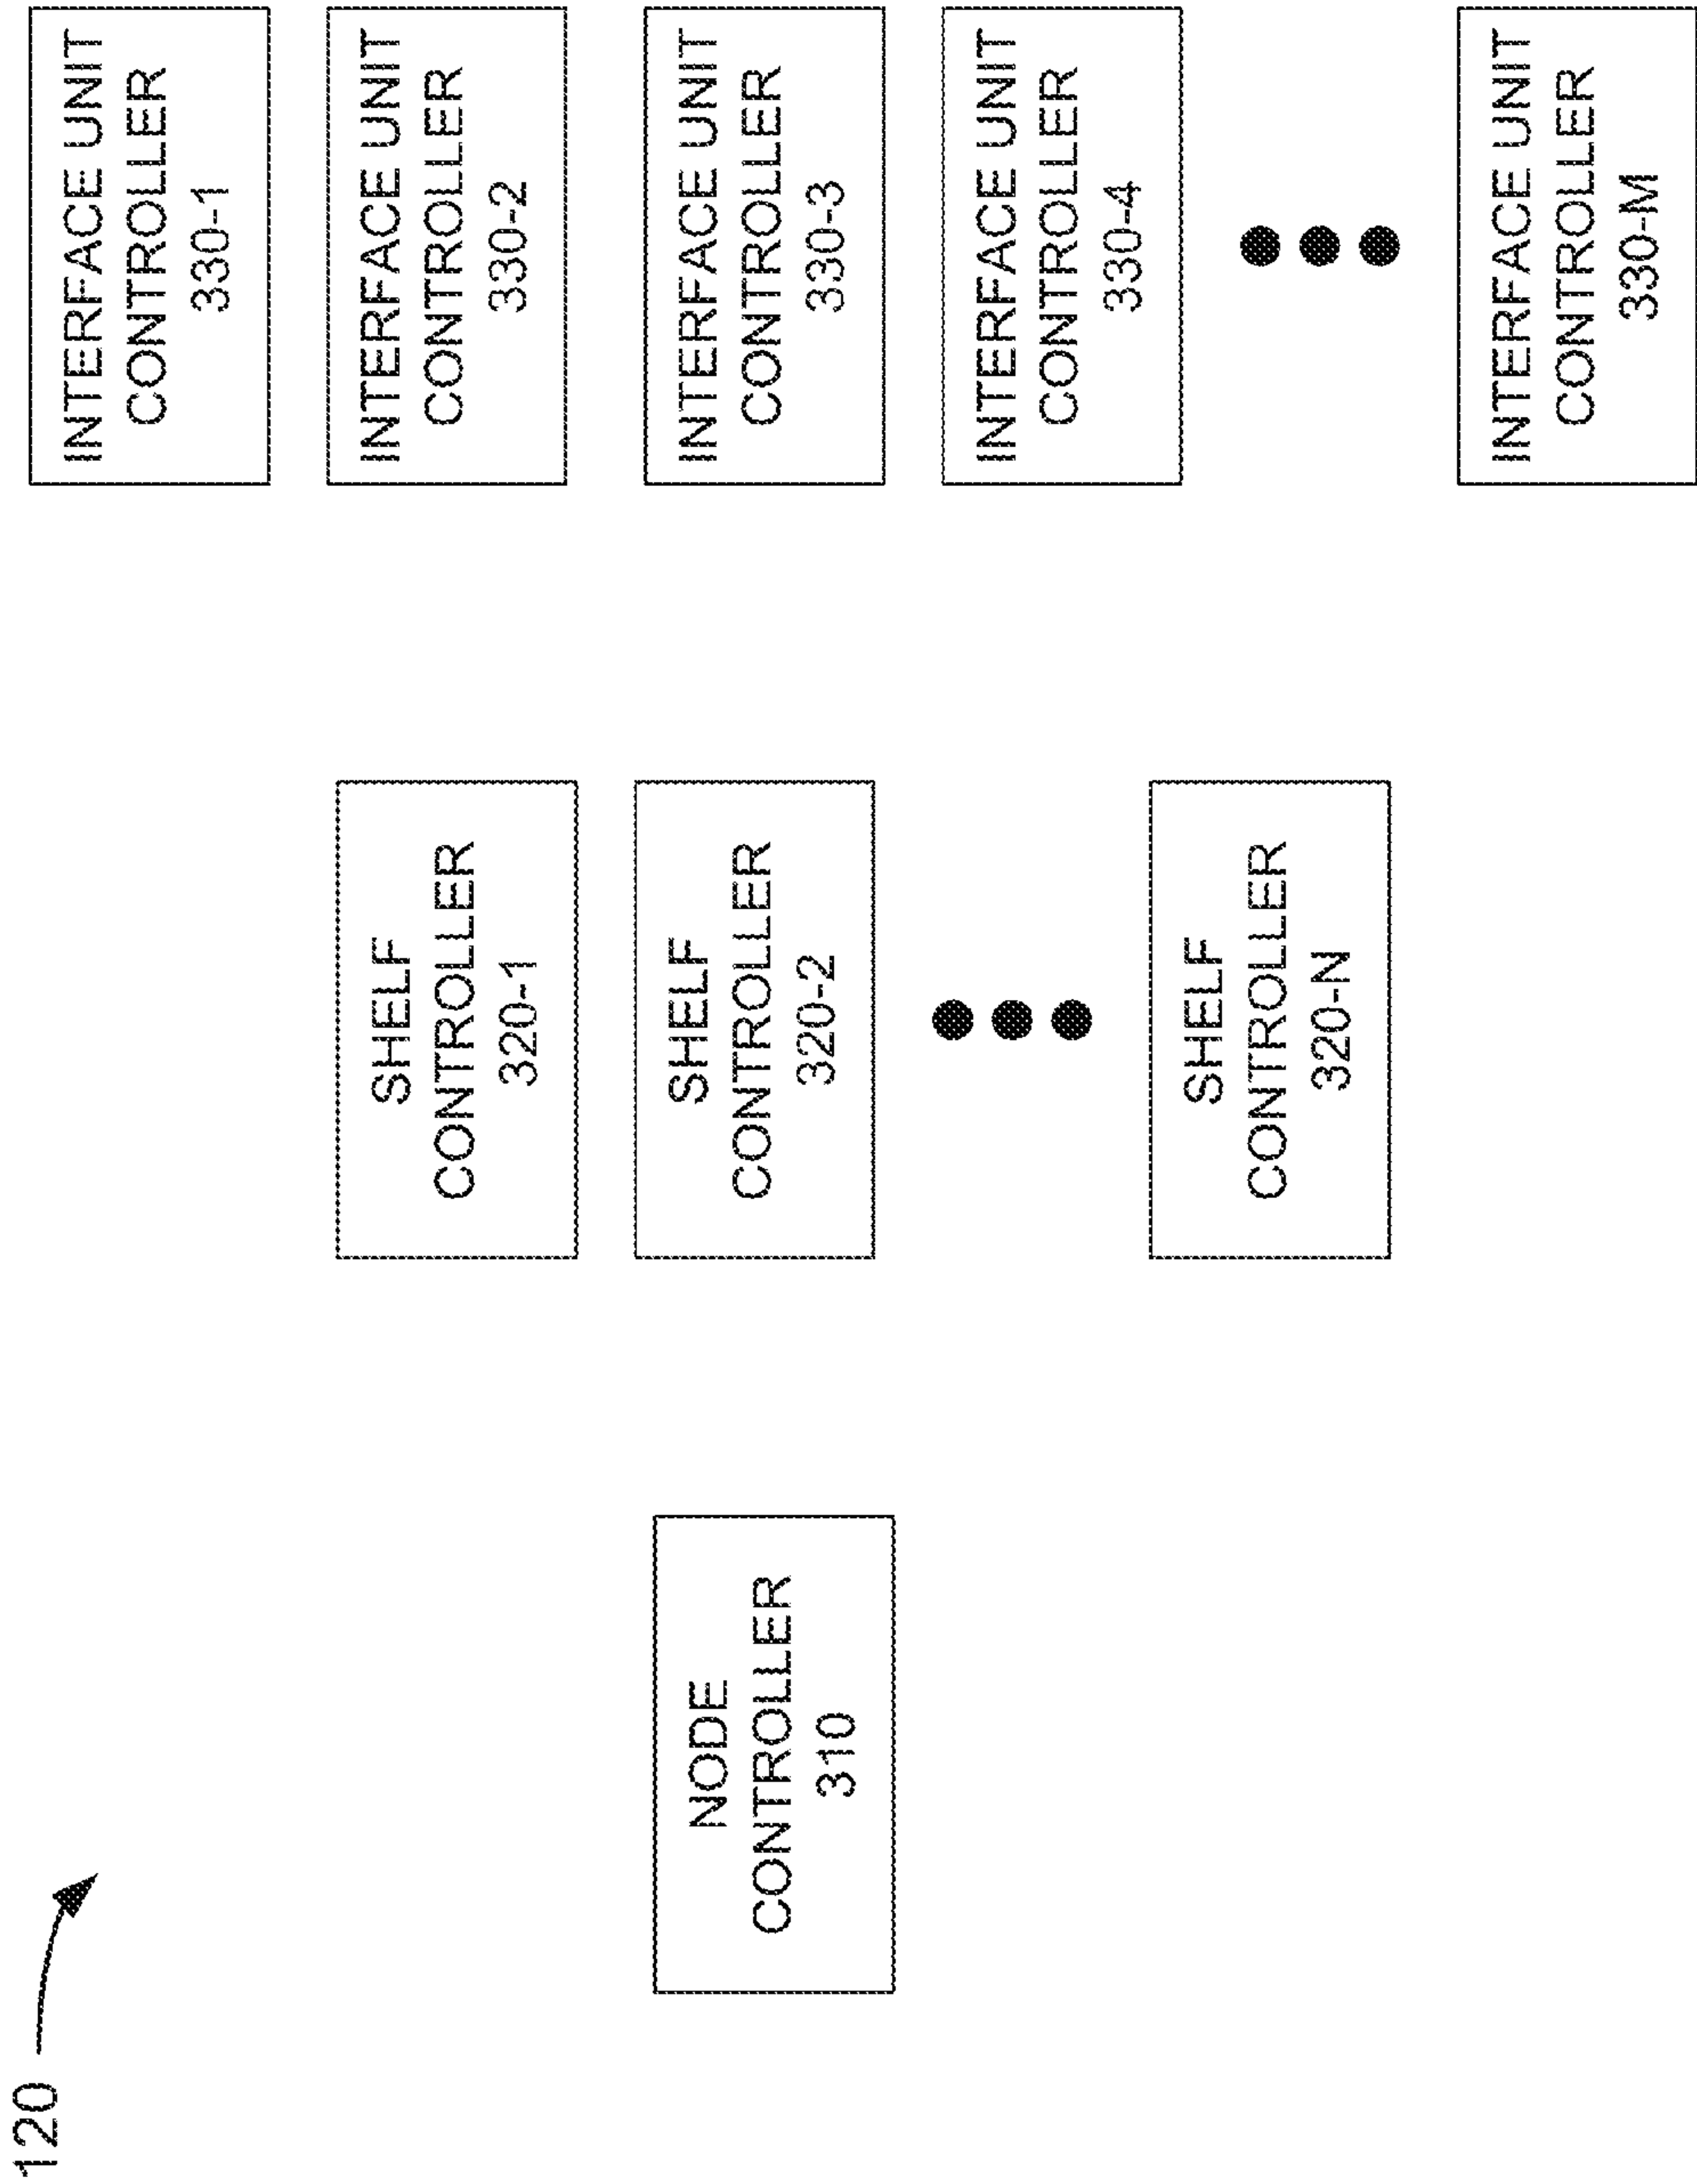 120
NODE
CONTROLLER
310
SHELF
CONTROLLER
320-1
SHELF
CONTROLLER
320-2
SHELF
CONTROLLER
320-N
INTERFACE UNIT
CONTROLLER
330-1
INTERFACE UNIT
CONTROLLER
330-2
INTERFACE UNIT
CONTROLLER
330-3
INTERFACE UNIT
CONTROLLER
330-4
INTERFACE UNIT
CONTROLLER
330-M